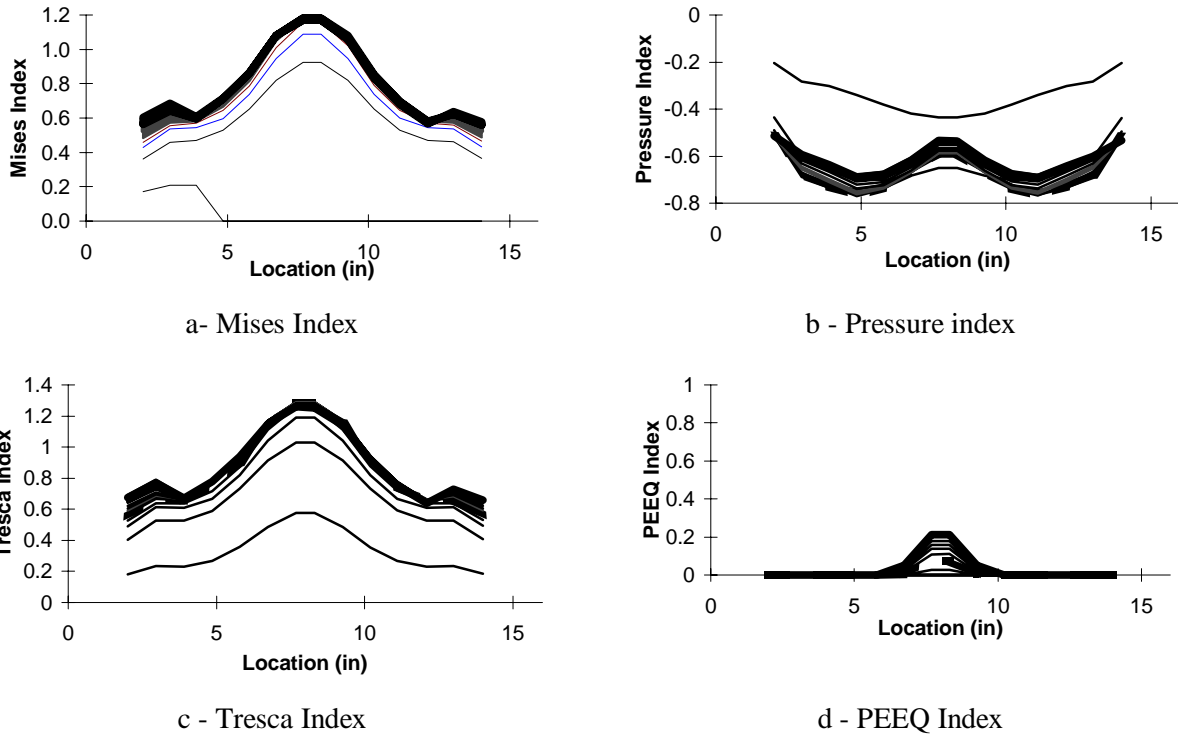 1.2
1.0
0.8
0.6
0.4
0.2
0.0
Mises Index
0 5 10 15
Location (in)
a- Mises Index
0
-0.2
-0.4
-0.6
-0.8
Pressure Index
0 5 10 15
Location (in)
b - Pressure index
1.4
1.2
1
0.8
0.6
0.4
0.2
0
Tresca Index
0 5 10 15
Location (in)
c - Tresca Index
1
0.8
0.6
0.4
0.2
0
PEEQ Index
0 5 10 15
Location (in)
d - PEEQ Index